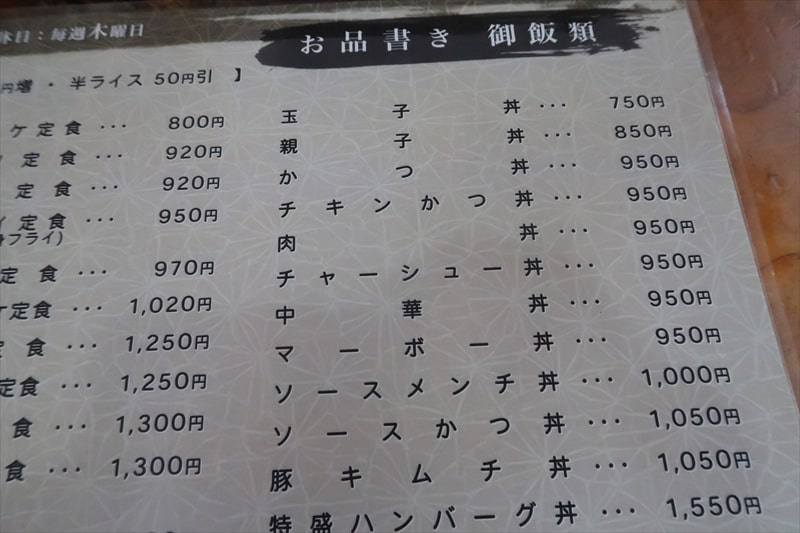 休日：毎週木曜日
円増 ・ 半ライス 50円引 】
ケ定食 ･･･ 800円
定食 ･･･ 920円
定食 ･･･ 920円
イ定食 ･･･ 950円
フライ)
定食 ･･･ 970円
ケ定食 ･･･ 1,020円
定食 ･･･ 1,250円
定食 ･･･ 1,250円
食 ･･･ 1,300円
食 ･･･ 1,300円
お品書き 御飯類
玉子丼 ･･･ 750円
親子丼 ･･･ 850円
かつ丼 ･･･ 950円
チキンかつ丼 ･･･ 950円
肉丼 ･･･ 950円
チャーシュー丼 ･･･ 950円
中華丼 ･･･ 950円
マーボー丼 ･･･ 950円
ソースメンチ丼 ･･･ 1,000円
ソースかつ丼 ･･･ 1,050円
豚キムチ丼 ･･･ 1,050円
特盛ハンバーグ丼 ･･･ 1,550円